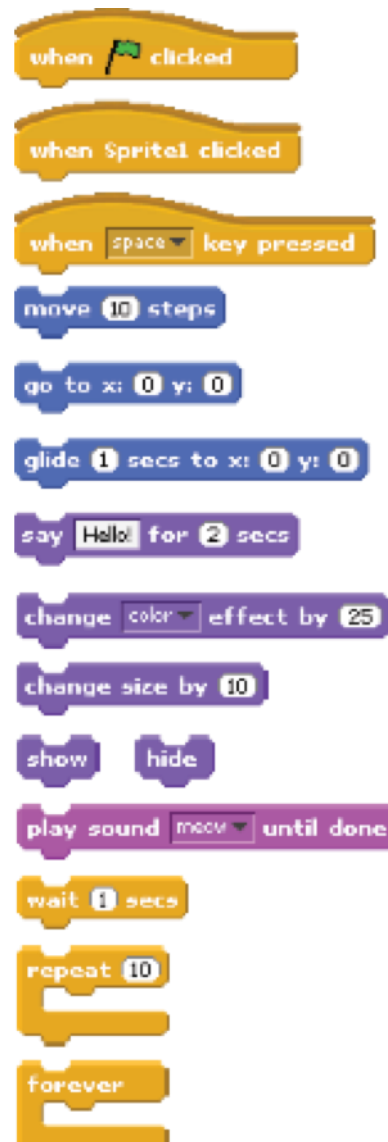 when clicked
when Sprite1 clicked
when space key pressed
move 10 steps
go to x: 0 y: 0
glide 1 secs to x: 0 y: 0
say Hello! for 2 secs
change color effect by 25
change size by 10
show hide
play sound meow until done
wait 1 secs
repeat 10
forever